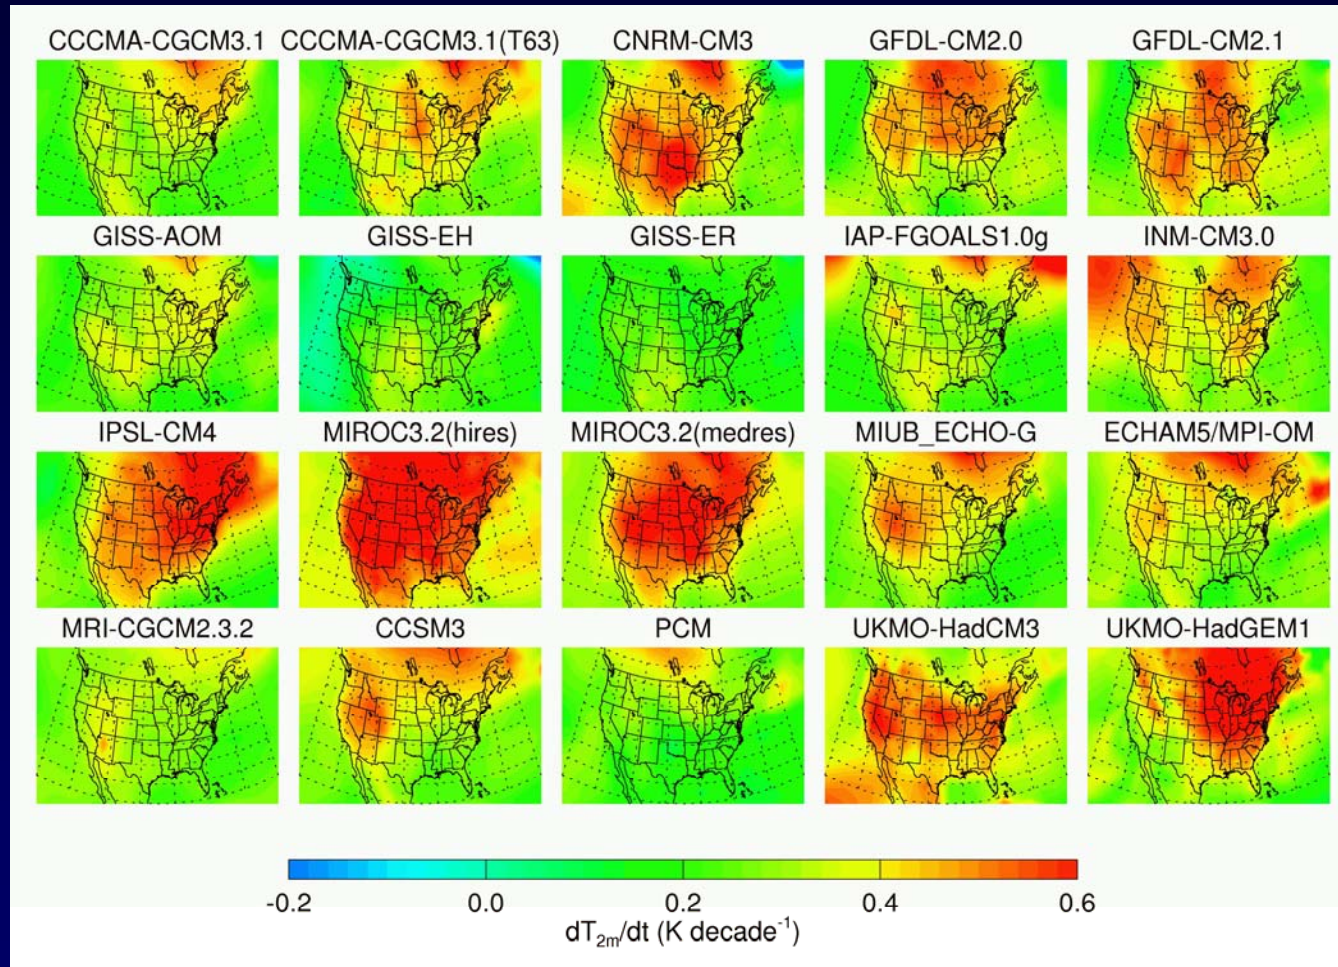 CCCMA-CGCM3.1 CCCMA-CGCM3.1(T63) CNRM-CM3 GFDL-CM2.0 GFDL-CM2.1
GISS-AOM GISS-EH GISS-ER IAP-FGOALS1.0g INM-CM3.0
IPSL-CM4 MIROC3.2(hires) MIROC3.2(medres) MIUB_ECHO-G ECHAM5/MPI-OM
MRI-CGCM2.3.2 CCSM3 PCM UKMO-HadCM3 UKMO-HadGEM1
-0.2 0.0 0.2 0.4 0.6
dT₂ₘ/dt (K decade⁻¹)